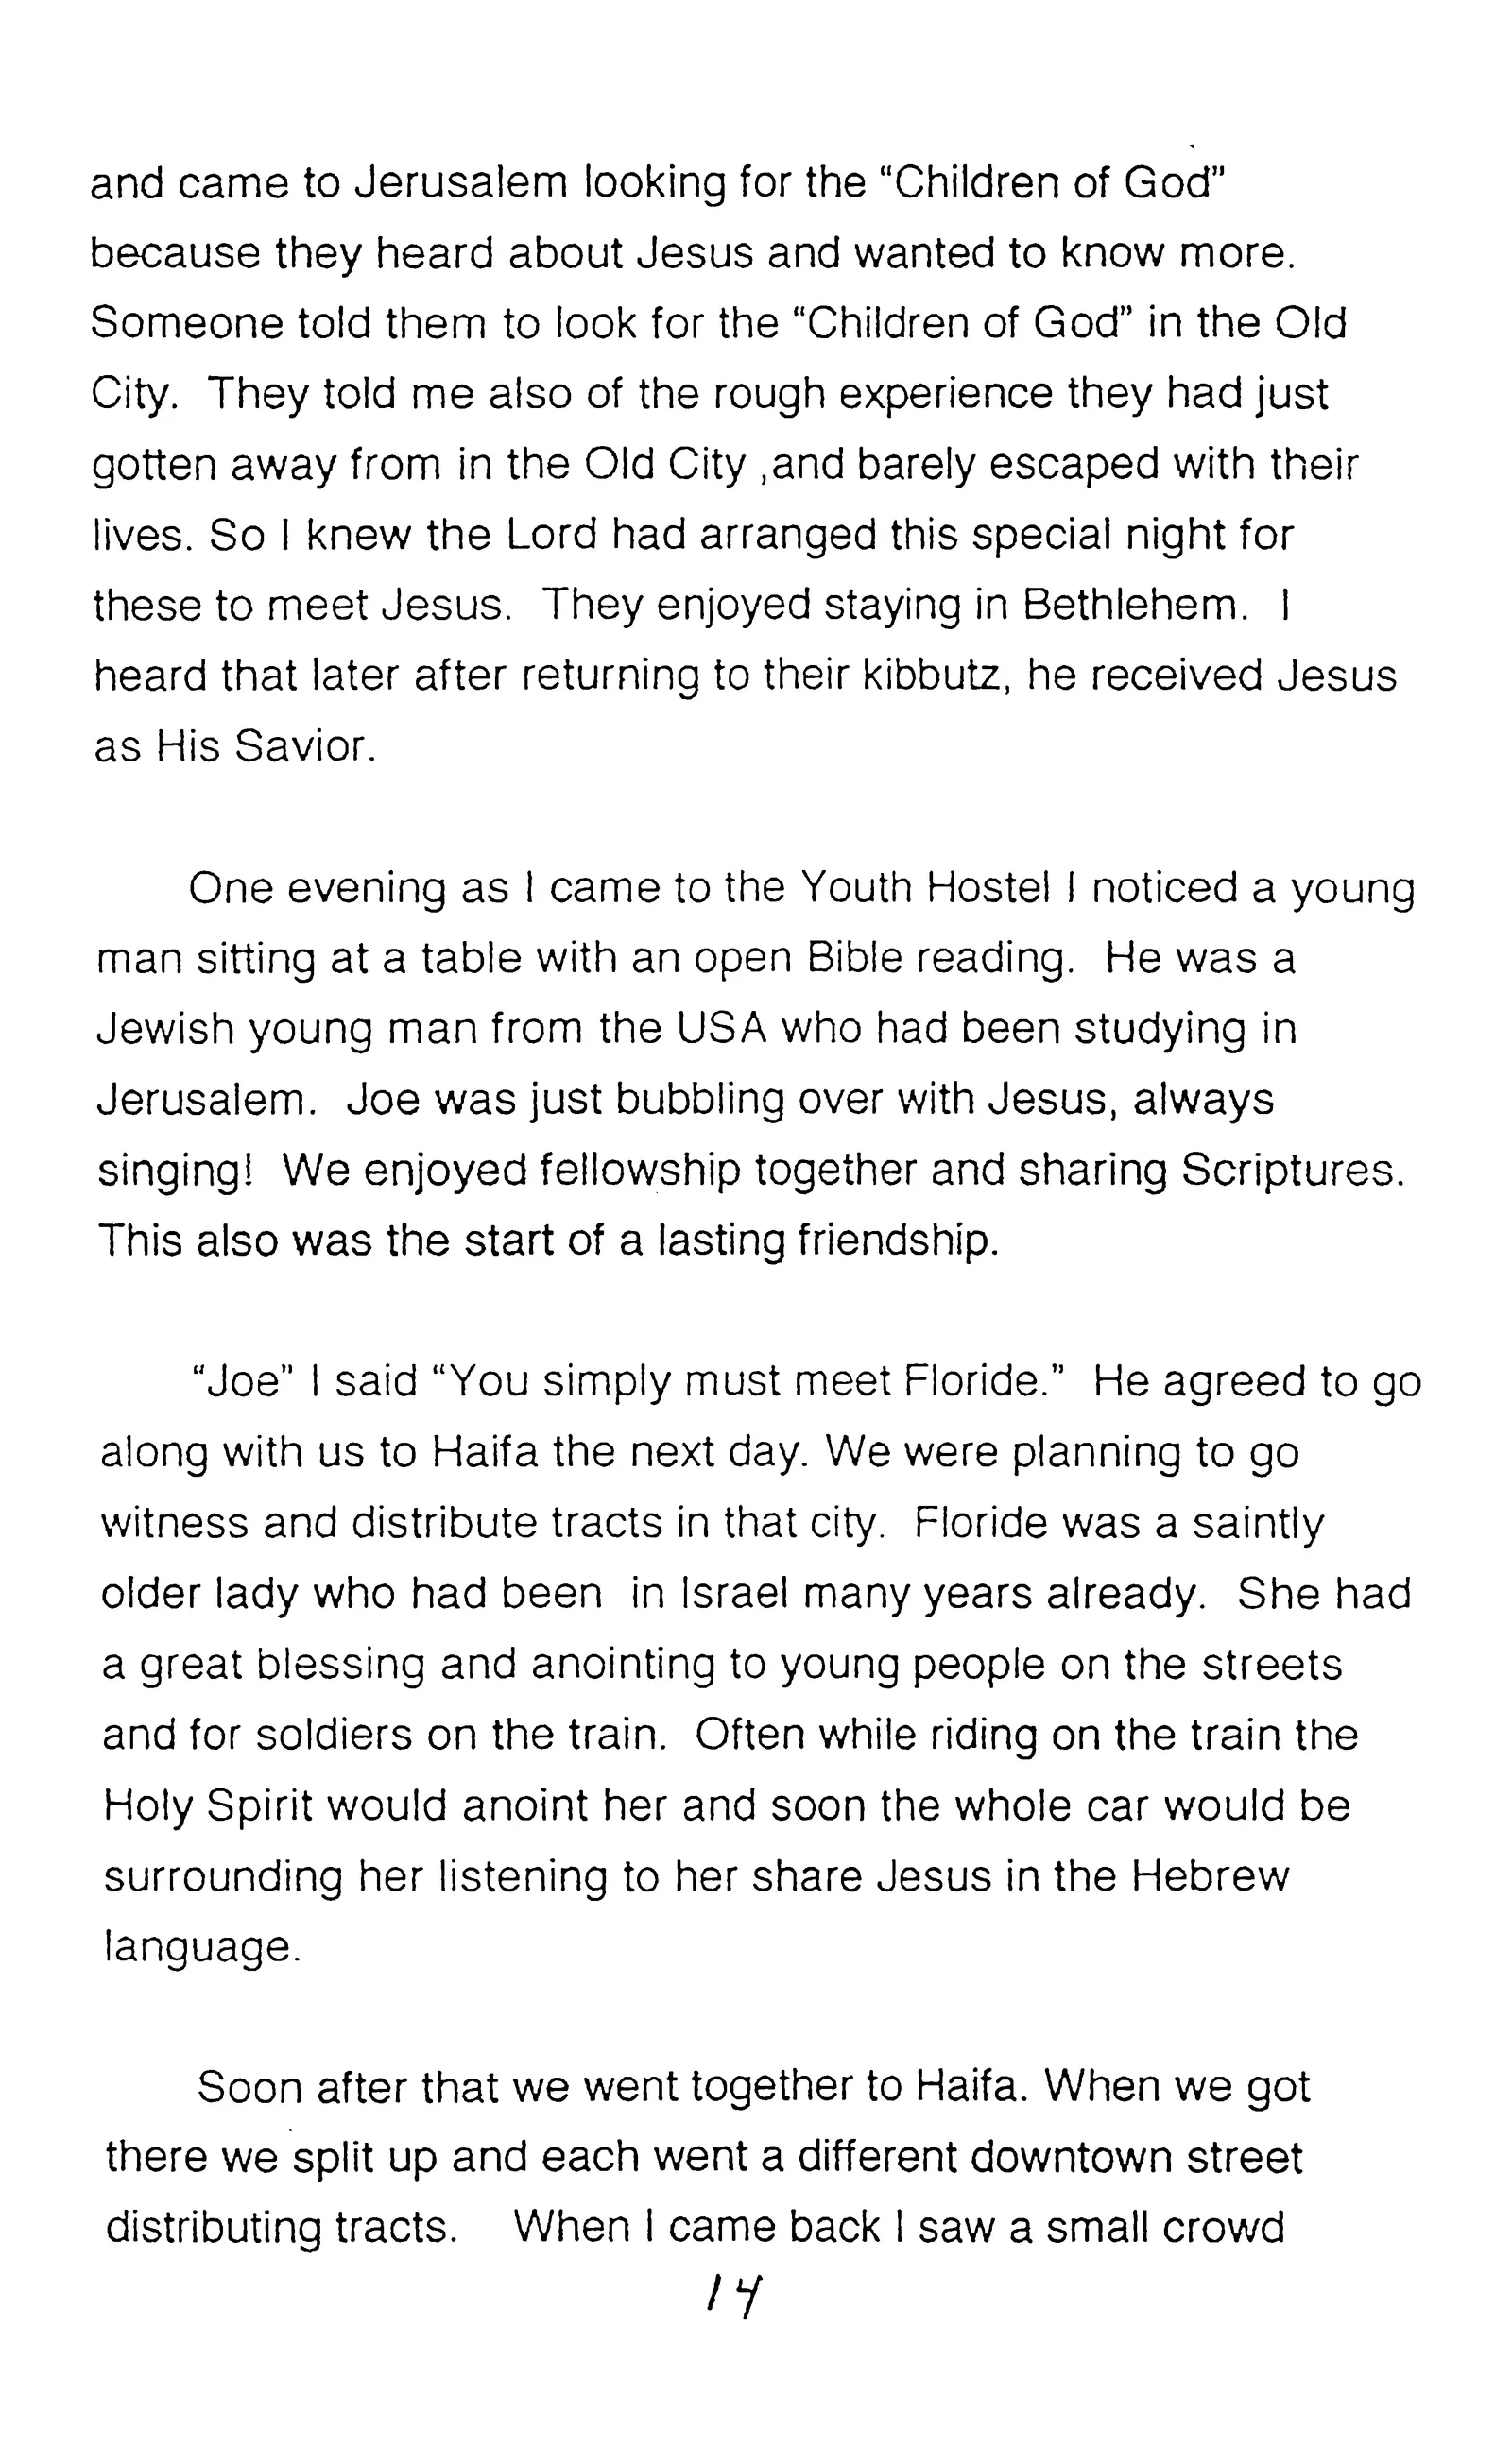 and came to Jerusalem looking for the “Children of God”
because they heard about Jesus and wanted to know more.
Someone told them to look for the “Children of God” in the Old
City.  They told me also of the rough experience they had just
gotten away from in the Old City ,and barely escaped with their
lives. So I knew the Lord had arranged this special night for
these to meet Jesus.  They enjoyed staying in Bethlehem.  I
heard that later after returning to their kibbutz, he received Jesus
as His Savior.
One evening as I came to the Youth Hostel I noticed a young
man sitting at a table with an open Bible reading.  He was a
Jewish young man from the USA who had been studying in
Jerusalem.  Joe was just bubbling over with Jesus, always
singing!  We enjoyed fellowship together and sharing Scriptures.
This also was the start of a lasting friendship.
“Joe” I said “You simply must meet Floride.”  He agreed to go
along with us to Haifa the next day. We were planning to go
witness and distribute tracts in that city.  Floride was a saintly
older lady who had been  in Israel many years already.  She had
a great blessing and anointing to young people on the streets
and for soldiers on the train.  Often while riding on the train the
Holy Spirit would anoint her and soon the whole car would be
surrounding her listening to her share Jesus in the Hebrew
language.
Soon after that we went together to Haifa. When we got
there we split up and each went a different downtown street
distributing tracts.   When I came back I saw a small crowd
14